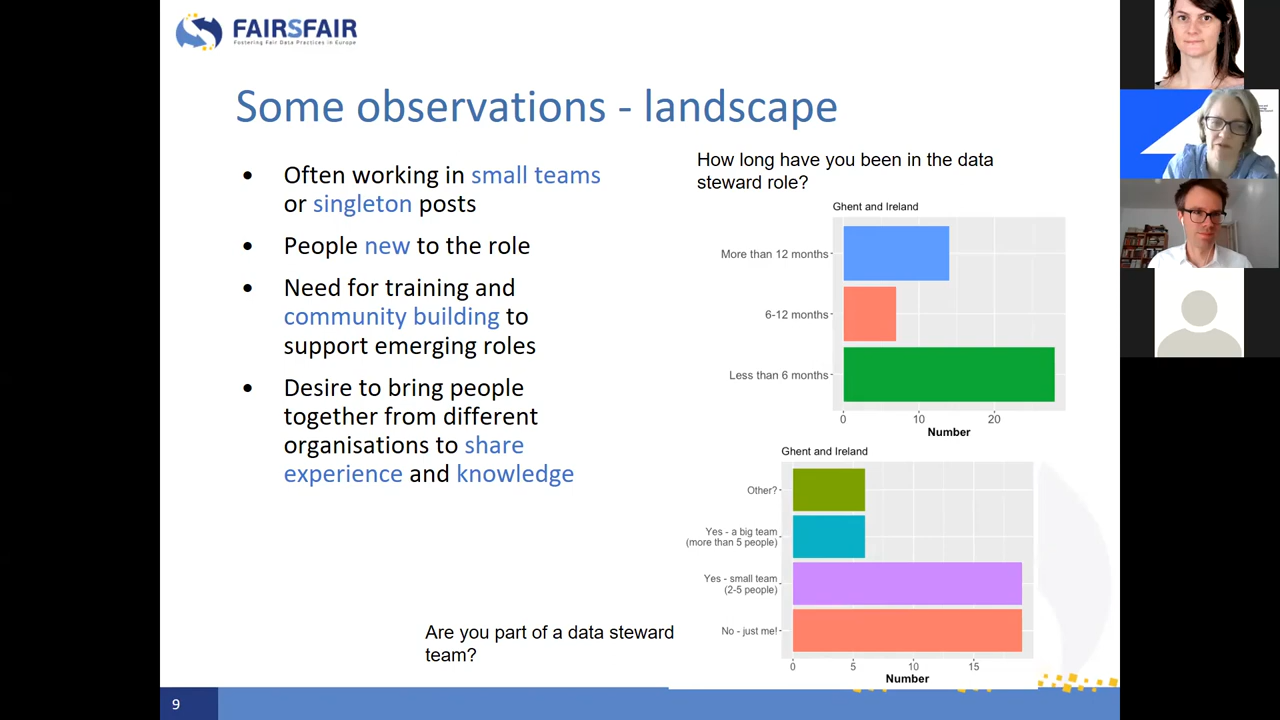 FAIRSFAIR
Fostering Fair Data Practices in Europe
Some observations - landscape
• Often working in small teams
or singleton posts
• People new to the role
• Need for training and
community building to
support emerging roles
• Desire to bring people
together from different
organisations to share
experience and knowledge
How long have you been in the data
steward role?
Ghent and Ireland
More than 12 months
6-12 months
Less than 6 months
0 10 20
Number
Ghent and Ireland
Other?
Yes - a big team
(more than 5 people)
Yes - small team
(2-5 people)
No - just me!
0 5 10 15
Number
Are you part of a data steward
team?
9